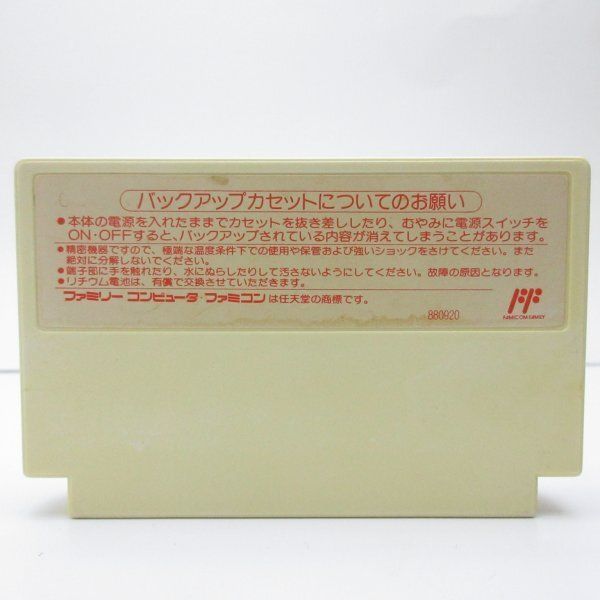 バックアップカセットについてのお願い
●本体の電源を入れたままでカセットを抜き差ししたり、むやみに電源スイッチを
ON・OFFすると、バックアップされている内容が消えてしまうことがあります。
●精密機器ですので、極端な温度条件下での使用や保管および強いショックをさけてください。また
絶対に分解しないでください。
●端子部に手を触れたり、水にぬらしたりして汚さないようにしてください。故障の原因となります。
●リチウム電池は、有償で交換させていただきます。
ファミリーコンピュータ・ファミコンは任天堂の商標です。
880920
FAMICOM FAMILY